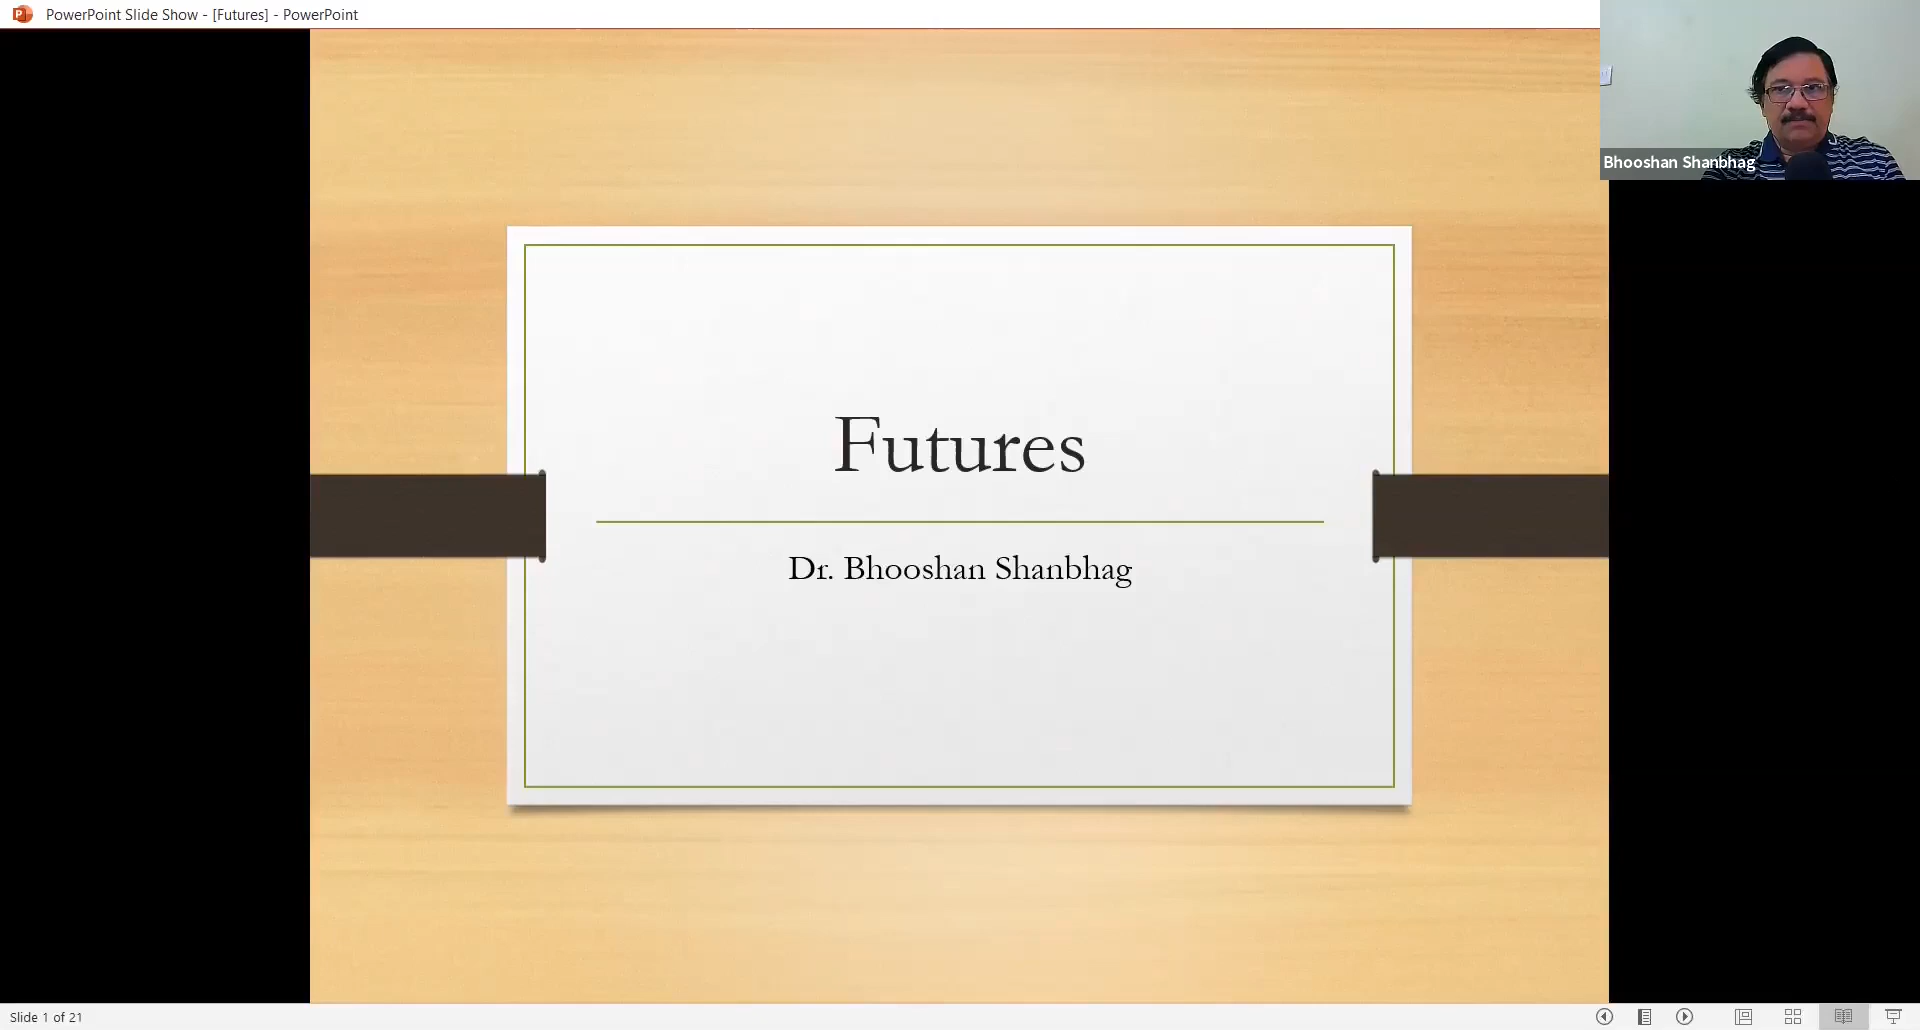 PowerPoint Slide Show - [Futures] - PowerPoint
Bhooshan Shanbhag
Futures
Dr. Bhooshan Shanbhag
Slide 1 of 21